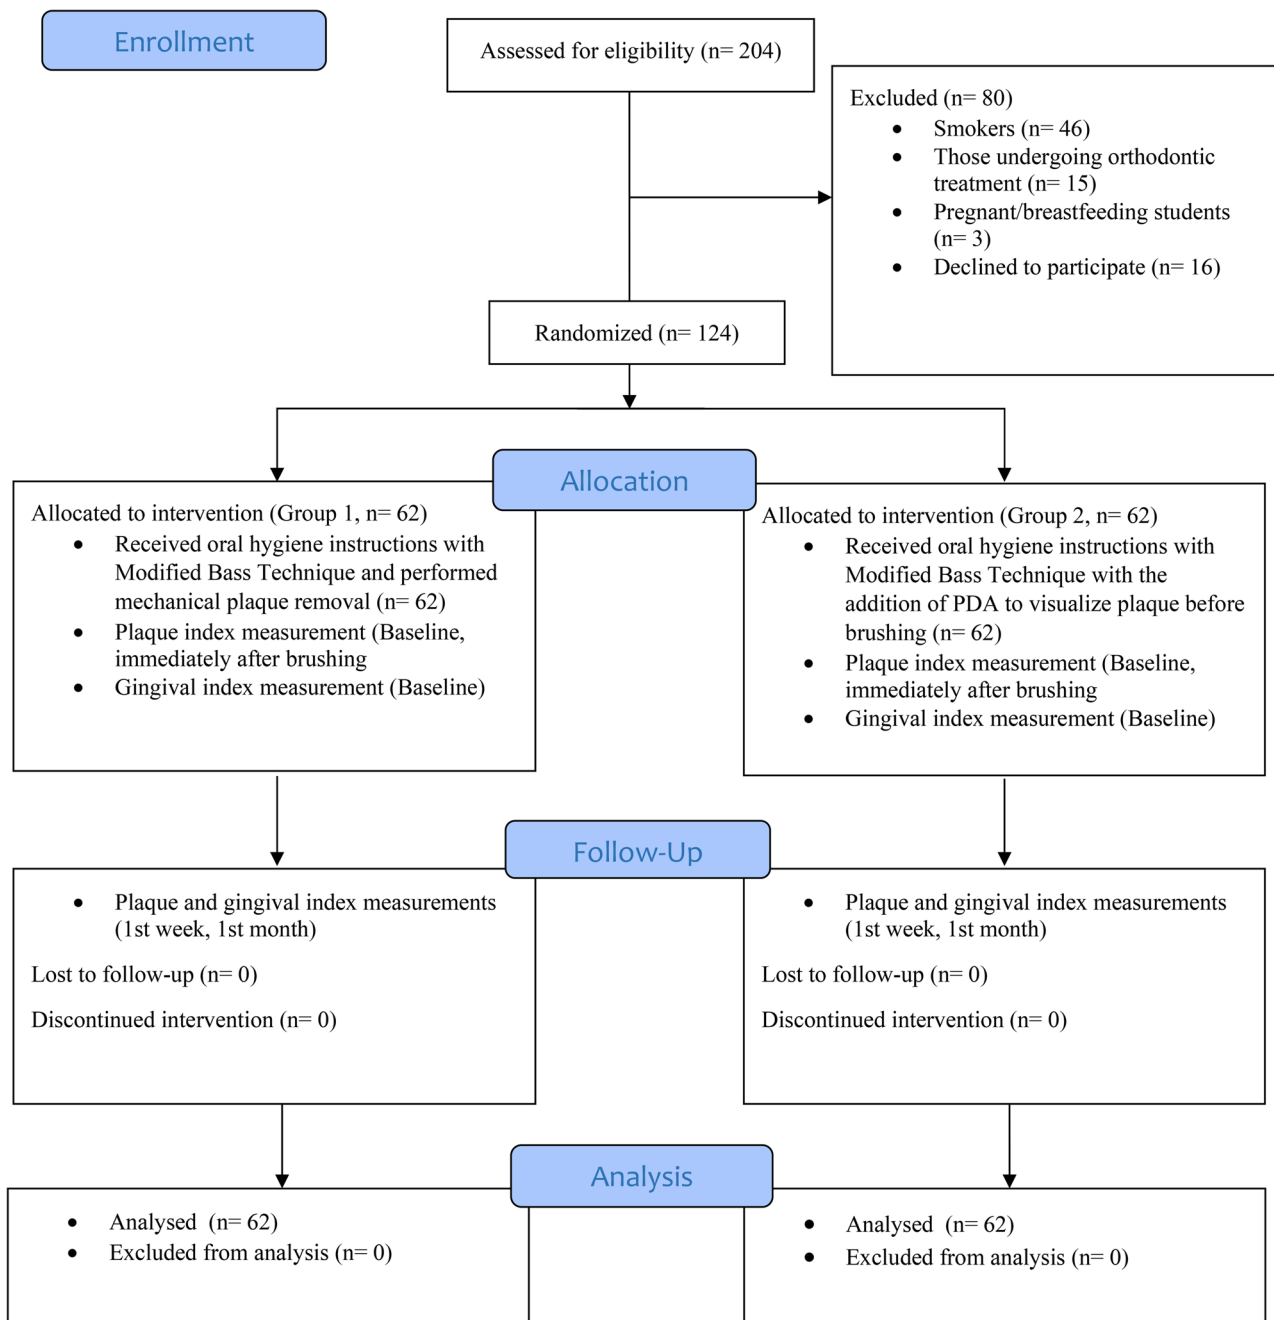 Enrollment
Assessed for eligibility (n= 204)
Excluded (n= 80)
• Smokers (n= 46)
• Those undergoing orthodontic
treatment (n= 15)
• Pregnant/breastfeeding students
(n= 3)
• Declined to participate (n= 16)
Randomized (n= 124)
Allocation
Allocated to intervention (Group 1, n= 62)
• Received oral hygiene instructions with
Modified Bass Technique and performed
mechanical plaque removal (n= 62)
• Plaque index measurement (Baseline,
immediately after brushing
• Gingival index measurement (Baseline)
Allocated to intervention (Group 2, n= 62)
• Received oral hygiene instructions with
Modified Bass Technique with the
addition of PDA to visualize plaque before
brushing (n= 62)
• Plaque index measurement (Baseline,
immediately after brushing
• Gingival index measurement (Baseline)
Follow-Up
• Plaque and gingival index measurements
(1st week, 1st month)
Lost to follow-up (n= 0)
Discontinued intervention (n= 0)
• Plaque and gingival index measurements
(1st week, 1st month)
Lost to follow-up (n= 0)
Discontinued intervention (n= 0)
Analysis
• Analysed (n= 62)
• Excluded from analysis (n= 0)
• Analysed (n= 62)
• Excluded from analysis (n= 0)